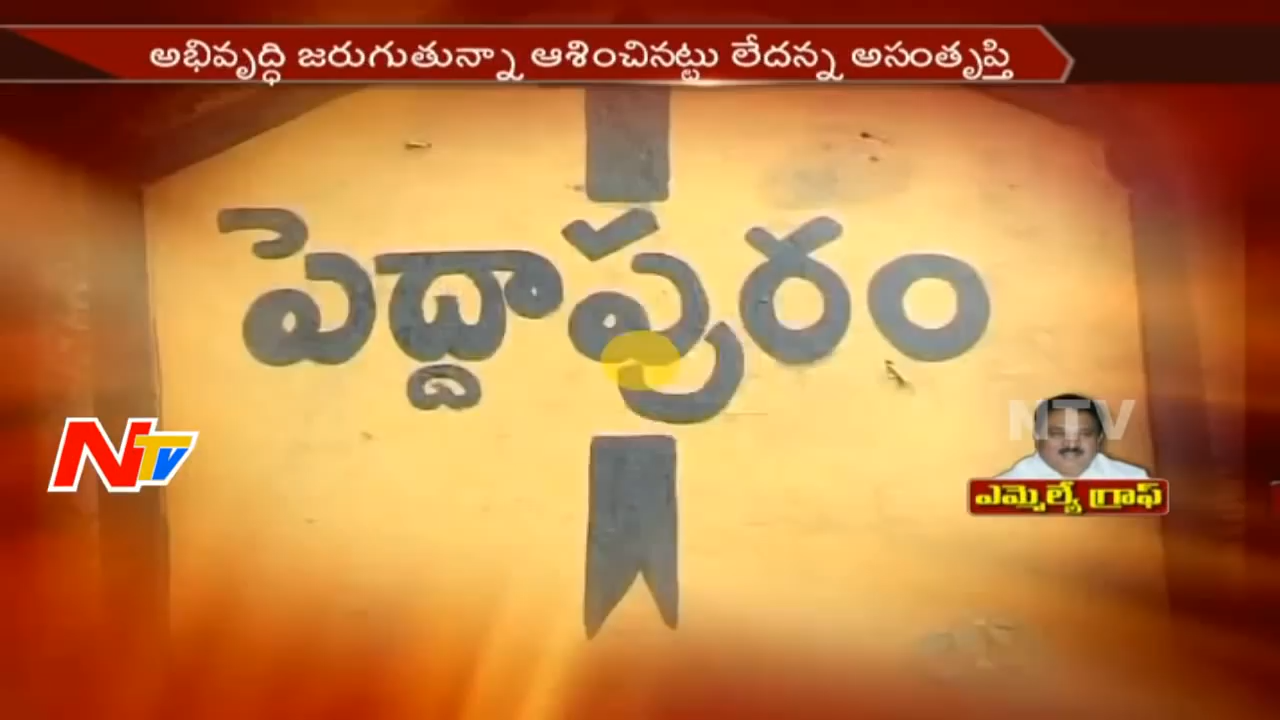 అభివృద్ధి జరుగుతున్నా ఆశించినట్టు లేదన్న అసంతృప్తి
పెద్దాపురం
NTV
NTV
ఎమ్మెల్యే గ్రాఫ్